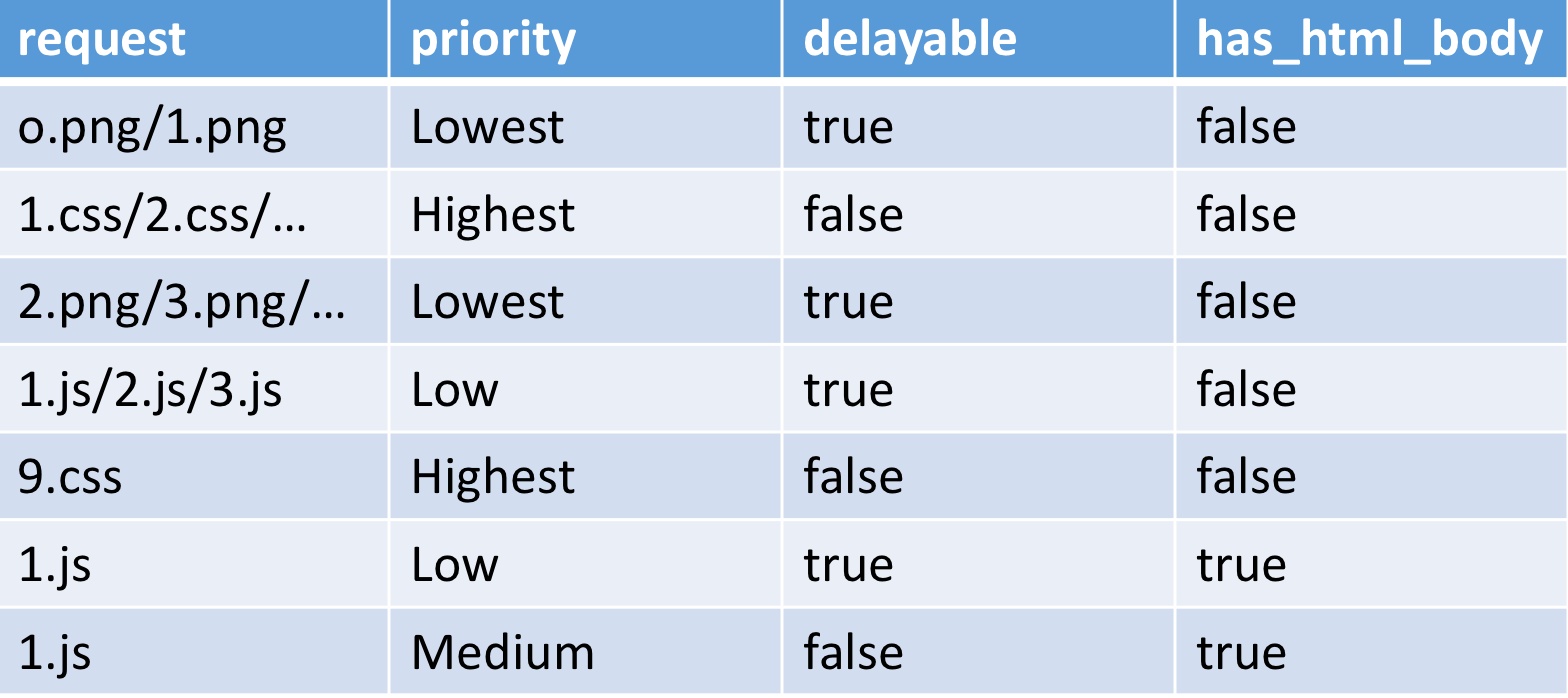 request priority delayable has_html_body
o.png/1.png Lowest true false
1.css/2.css/... Highest false false
2.png/3.png/... Lowest true false
1.js/2.js/3.js Low true false
9.css Highest false false
1.js Low true true
1.js Medium false true